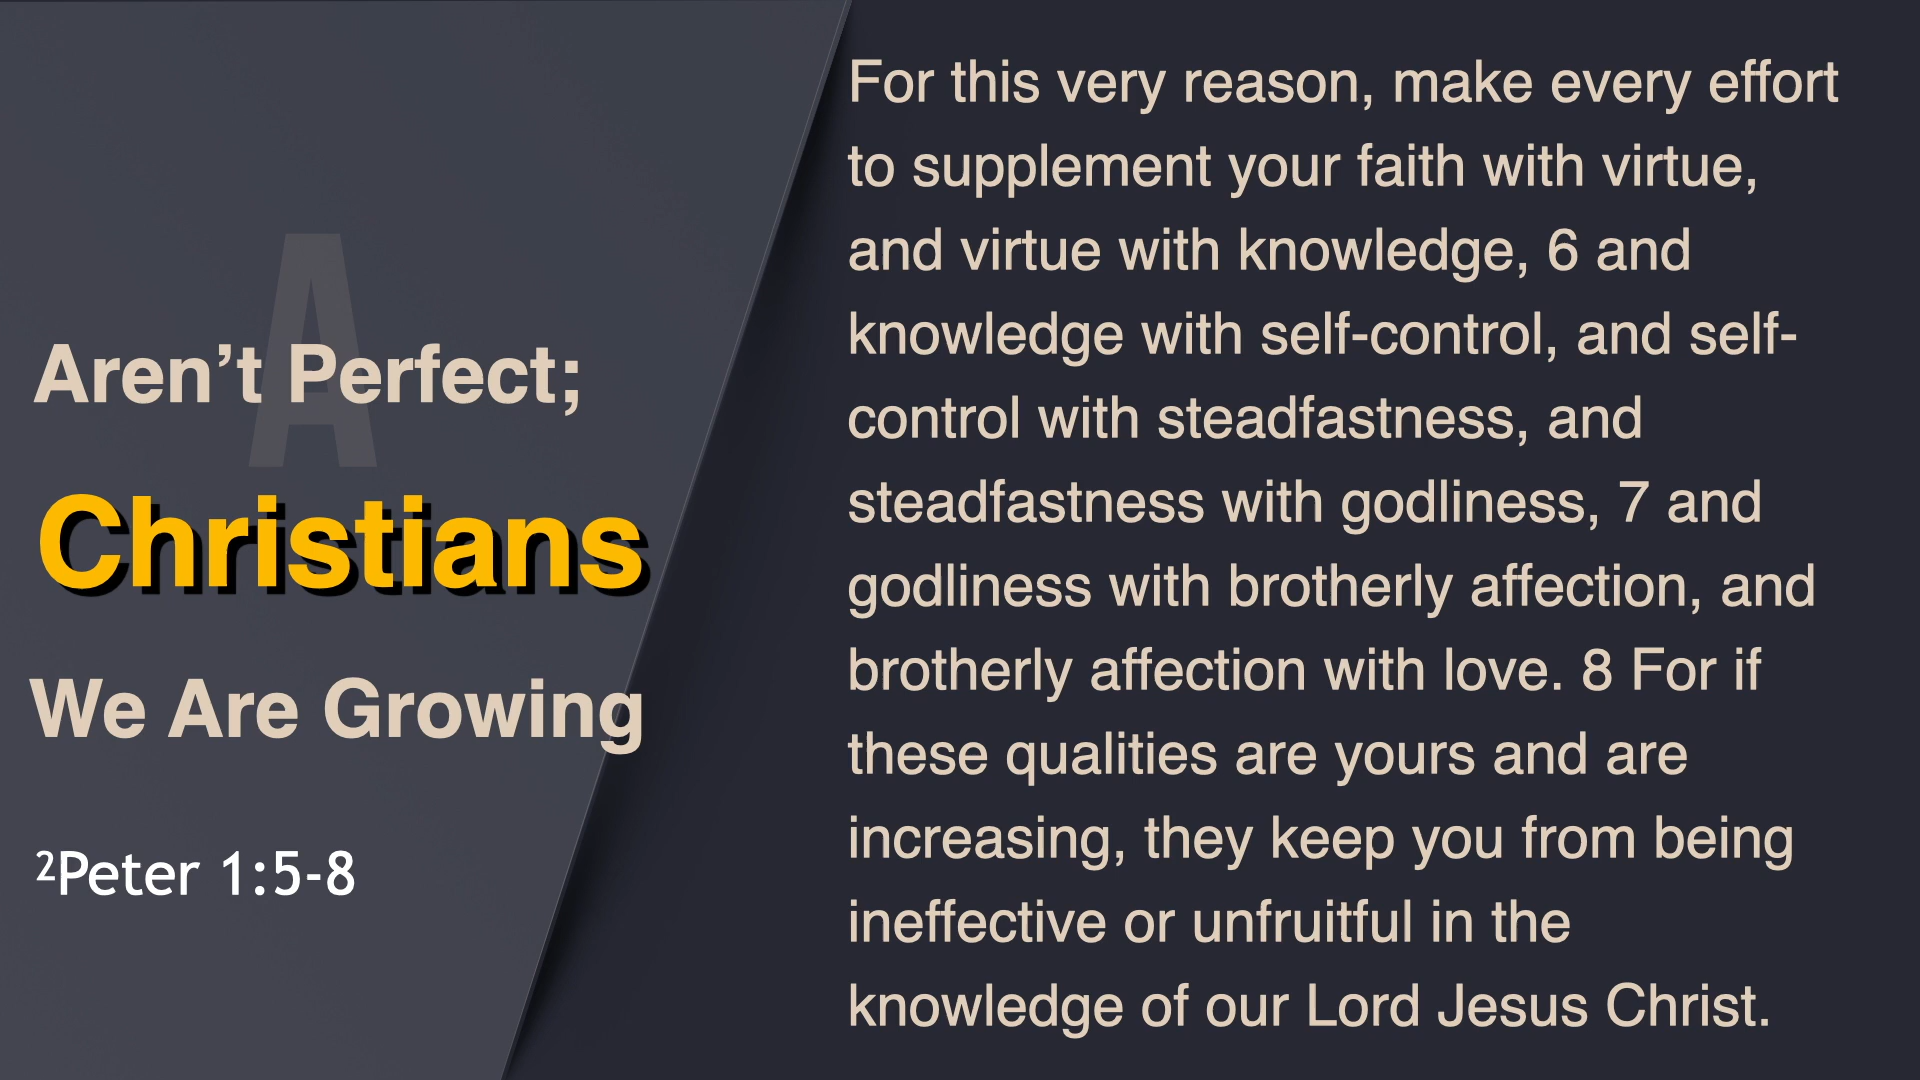 A
Aren’t Perfect;
Christians
We Are Growing
²Peter 1:5-8
For this very reason, make every effort
to supplement your faith with virtue,
and virtue with knowledge, 6 and
knowledge with self-control, and self-
control with steadfastness, and
steadfastness with godliness, 7 and
godliness with brotherly affection, and
brotherly affection with love. 8 For if
these qualities are yours and are
increasing, they keep you from being
ineffective or unfruitful in the
knowledge of our Lord Jesus Christ.